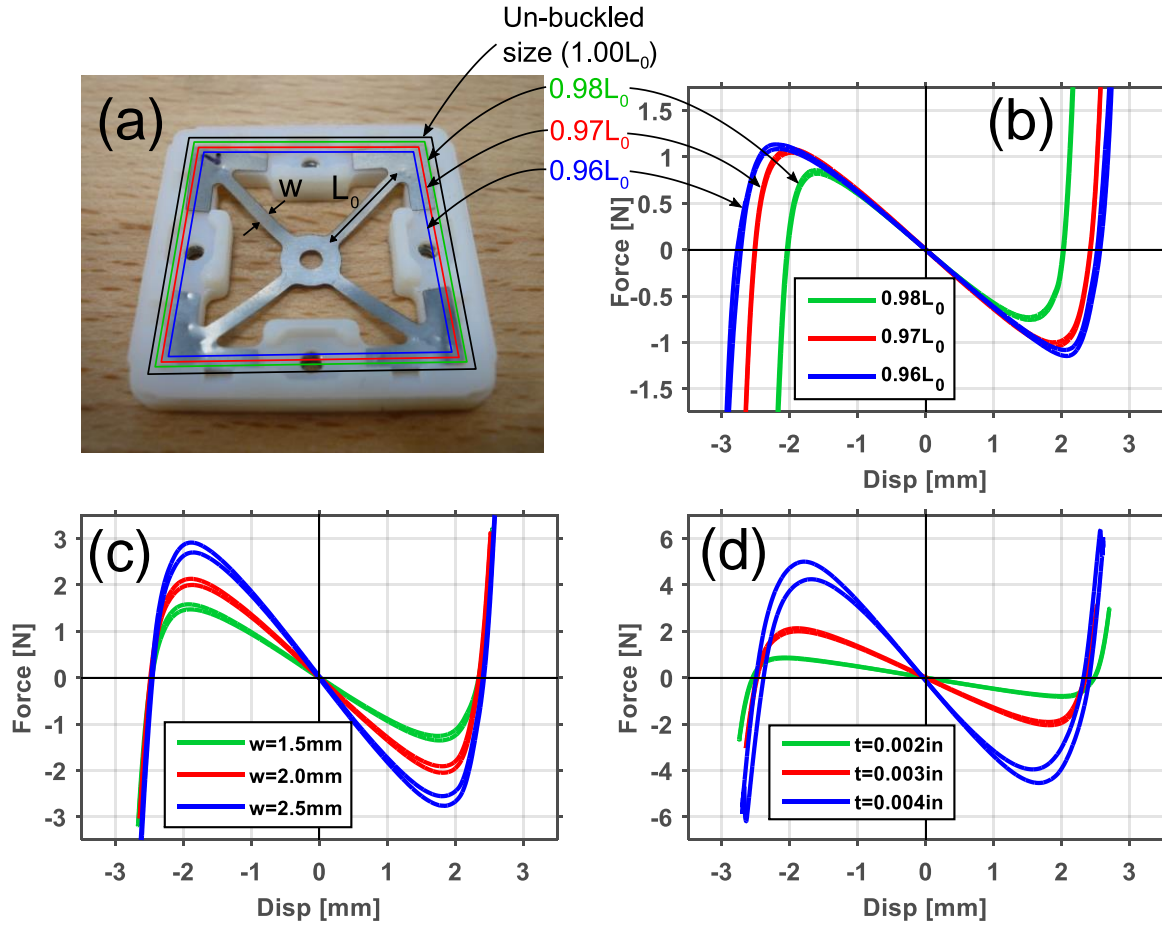 Un-buckled
size (1.00L₀)
0.98L₀
0.97L₀
0.96L₀
(a)
w
L₀
(b)
1.5
1
0.5
0
-0.5
-1
-1.5
Force [N]
0.98L₀
0.97L₀
0.96L₀
-3 -2 -1 0 1 2 3
Disp [mm]
(c)
3
2
1
0
-1
-2
-3
Force [N]
w=1.5mm
w=2.0mm
w=2.5mm
-3 -2 -1 0 1 2 3
Disp [mm]
(d)
6
4
2
0
-2
-4
-6
Force [N]
t=0.002in
t=0.003in
t=0.004in
-3 -2 -1 0 1 2 3
Disp [mm]